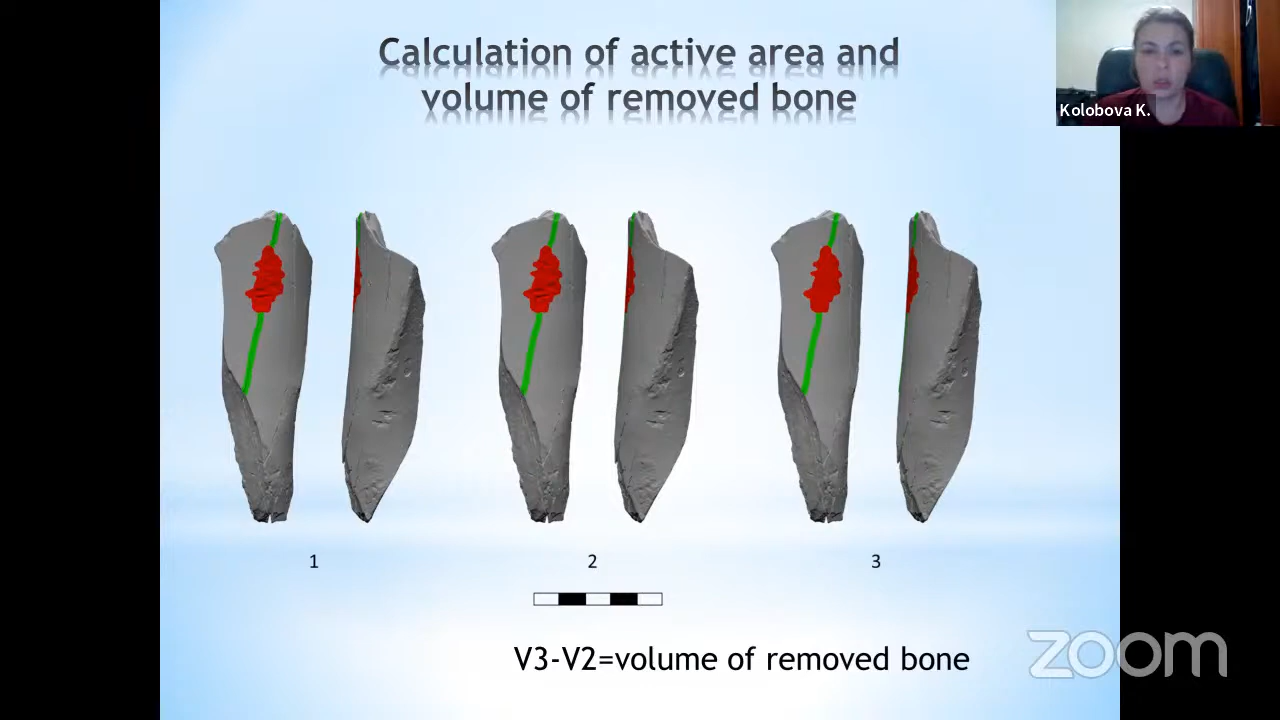 Calculation of active area and
volume of removed bone
Kolobova K.
1
2
3
V3-V2=volume of removed bone
zoom